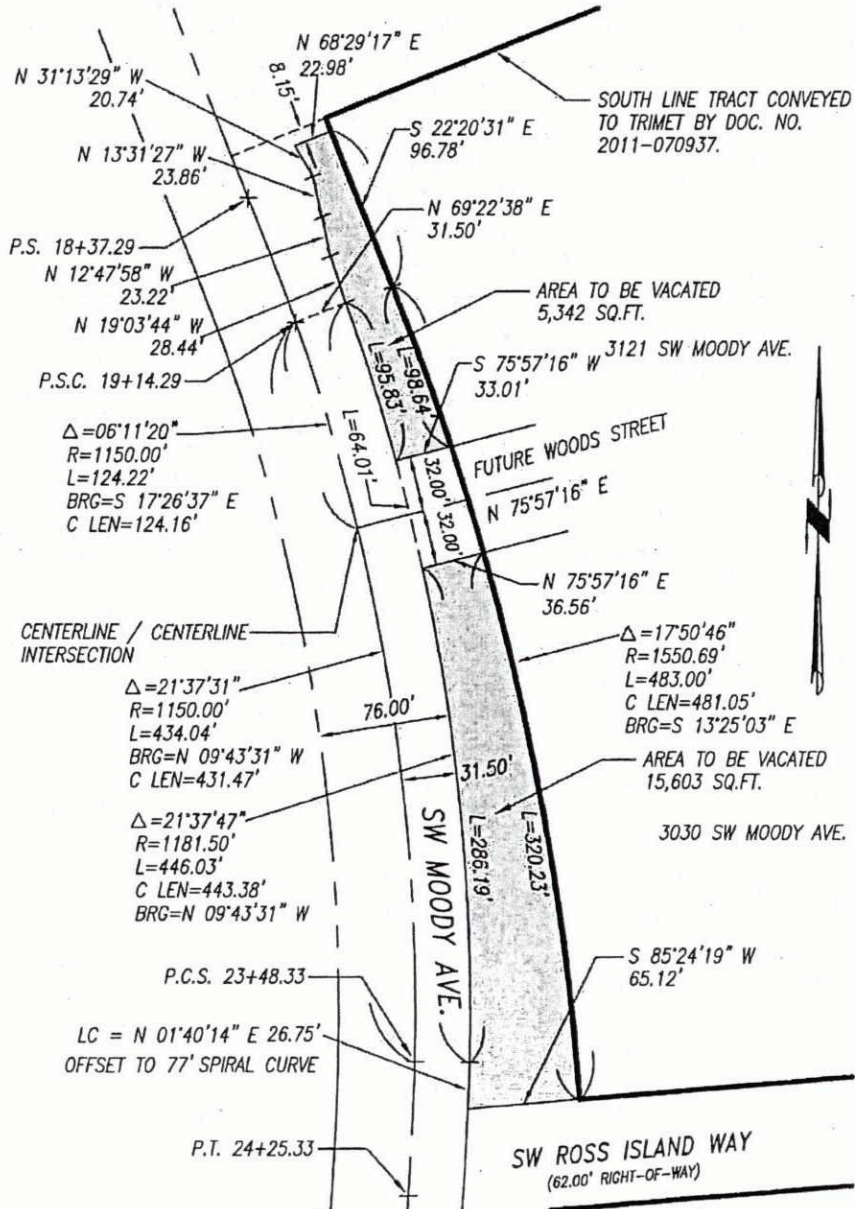 N 68°29'17" E
22.98'
8.15'
N 31°13'29" W
20.74'
SOUTH LINE TRACT CONVEYED
TO TRIMET BY DOC. NO.
2011-070937.
S 22°20'31" E
96.78'
N 13°31'27" W
23.86'
N 69°22'38" E
31.50'
P.S. 18+37.29
N 12°47'58" W
23.22'
AREA TO BE VACATED
5,342 SQ.FT.
N 19°03'44" W
28.44'
3121 SW MOODY AVE.
S 75°57'16" W
33.01'
P.S.C. 19+14.29
L=95.83'
L=98.64'
L=64.01'
Δ=06°11'20"
R=1150.00'
L=124.22'
BRG=S 17°26'37" E
C LEN=124.16'
FUTURE WOODS STREET
32.00'
32.00'
N 75°57'16" E
N 75°57'16" E
36.56'
CENTERLINE / CENTERLINE
INTERSECTION
Δ=17°50'46"
R=1550.69'
L=483.00'
C LEN=481.05'
BRG=S 13°25'03" E
Δ=21°37'31"
R=1150.00'
L=434.04'
BRG=N 09°43'31" W
C LEN=431.47'
76.00'
31.50'
AREA TO BE VACATED
15,603 SQ.FT.
Δ=21°37'47"
R=1181.50'
L=446.03'
C LEN=443.38'
BRG=N 09°43'31" W
SW MOODY AVE.
L=286.19'
L=320.23'
3030 SW MOODY AVE.
S 85°24'19" W
65.12'
P.C.S. 23+48.33
LC = N 01°40'14" E 26.75'
OFFSET TO 77' SPIRAL CURVE
P.T. 24+25.33
SW ROSS ISLAND WAY
(62.00' RIGHT-OF-WAY)
N